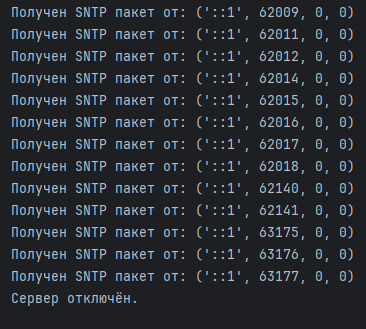 Получен SNTP пакет от: ('::1', 62009, 0, 0)
Получен SNTP пакет от: ('::1', 62011, 0, 0)
Получен SNTP пакет от: ('::1', 62012, 0, 0)
Получен SNTP пакет от: ('::1', 62014, 0, 0)
Получен SNTP пакет от: ('::1', 62015, 0, 0)
Получен SNTP пакет от: ('::1', 62016, 0, 0)
Получен SNTP пакет от: ('::1', 62017, 0, 0)
Получен SNTP пакет от: ('::1', 62018, 0, 0)
Получен SNTP пакет от: ('::1', 62140, 0, 0)
Получен SNTP пакет от: ('::1', 62141, 0, 0)
Получен SNTP пакет от: ('::1', 63175, 0, 0)
Получен SNTP пакет от: ('::1', 63176, 0, 0)
Получен SNTP пакет от: ('::1', 63177, 0, 0)
Сервер отключён.